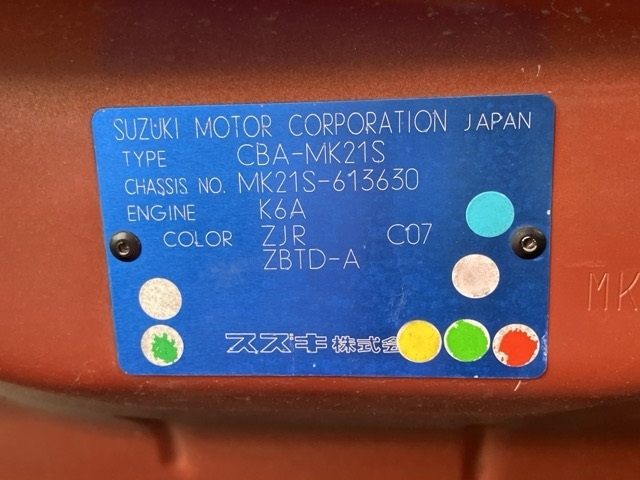 SUZUKI MOTOR CORPORATION JAPAN
TYPE CBA-MK21S
CHASSIS NO. MK21S-613630
ENGINE K6A
COLOR ZJR C07
ZBTD-A
スズキ株式会
MK